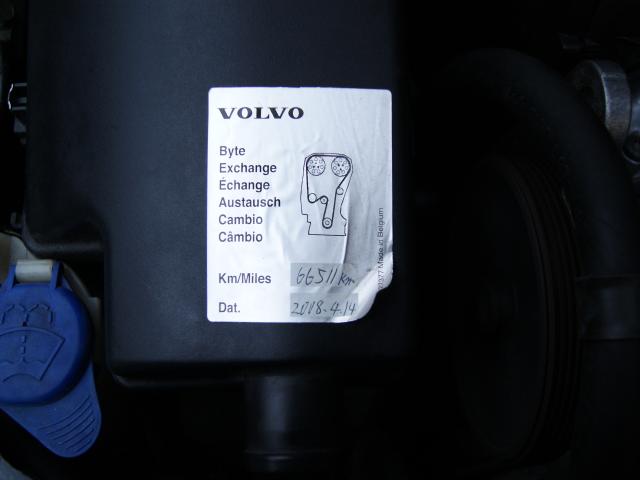 VOLVO
Byte
Exchange
Échange
Austausch
Cambio
Câmbio
Km/Miles 66511 km
Dat. 2018.4.14
Made in Belgium